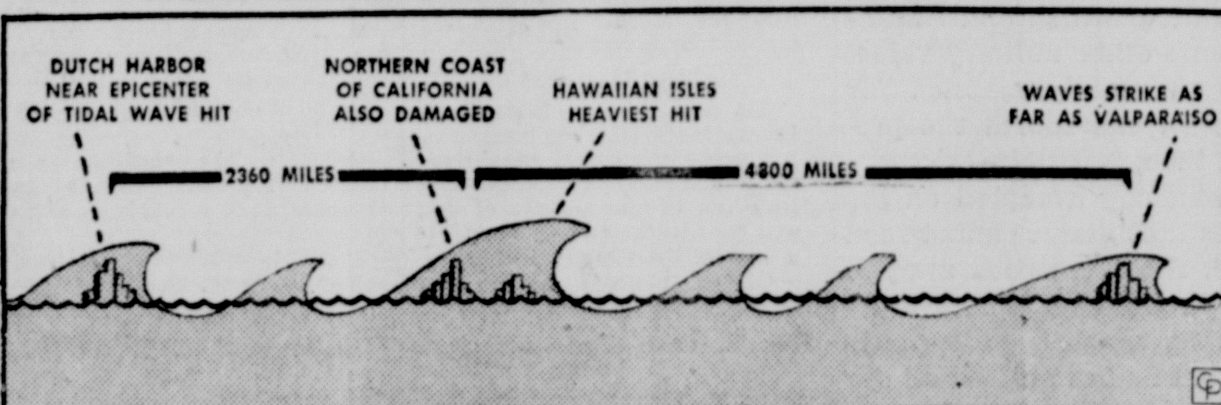 DUTCH HARBOR
NEAR EPICENTER
OF TIDAL WAVE HIT
NORTHERN COAST
OF CALIFORNIA
ALSO DAMAGED
HAWAIIAN ISLES
HEAVIEST HIT
WAVES STRIKE AS
FAR AS VALPARAISO
2360 MILES
4800 MILES
CP